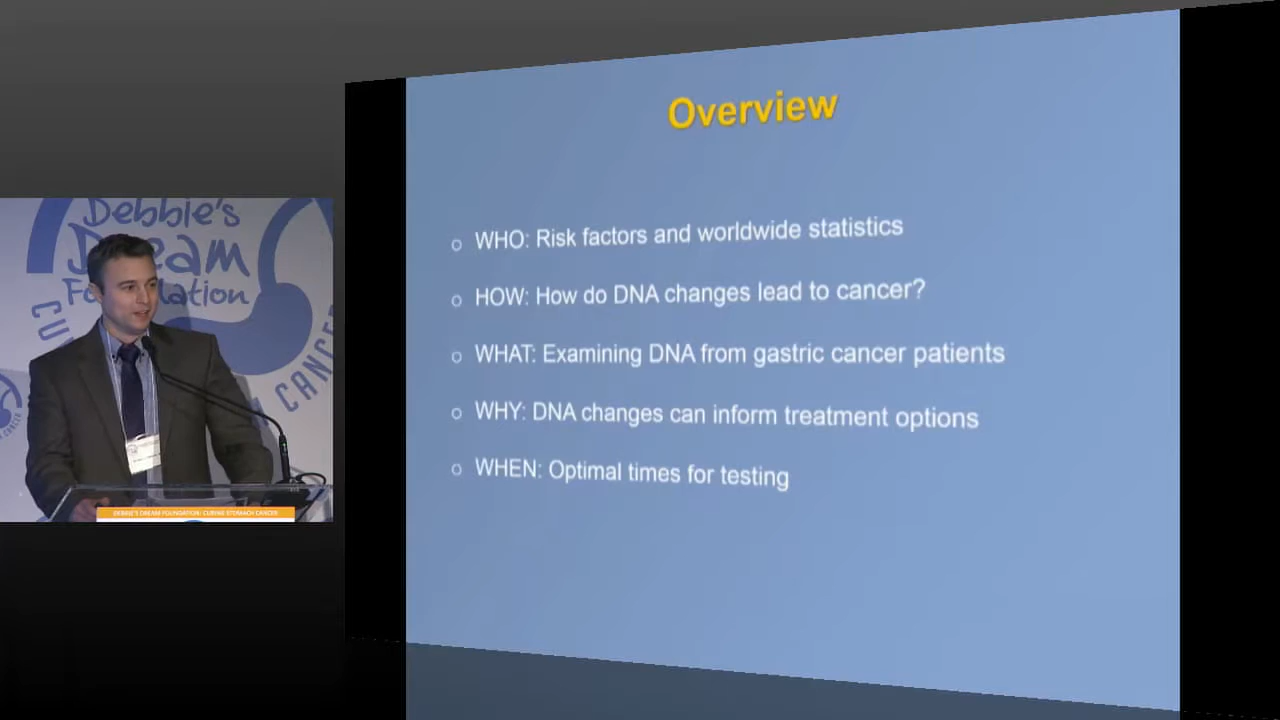 Overview
WHO: Risk factors and worldwide statistics
HOW: How do DNA changes lead to cancer?
WHAT: Examining DNA from gastric cancer patients
WHY: DNA changes can inform treatment options
WHEN: Optimal times for testing
Debbie's
Dream
Foundation
CANCER
DEBBIE'S DREAM FOUNDATION: CURING STOMACH CANCER